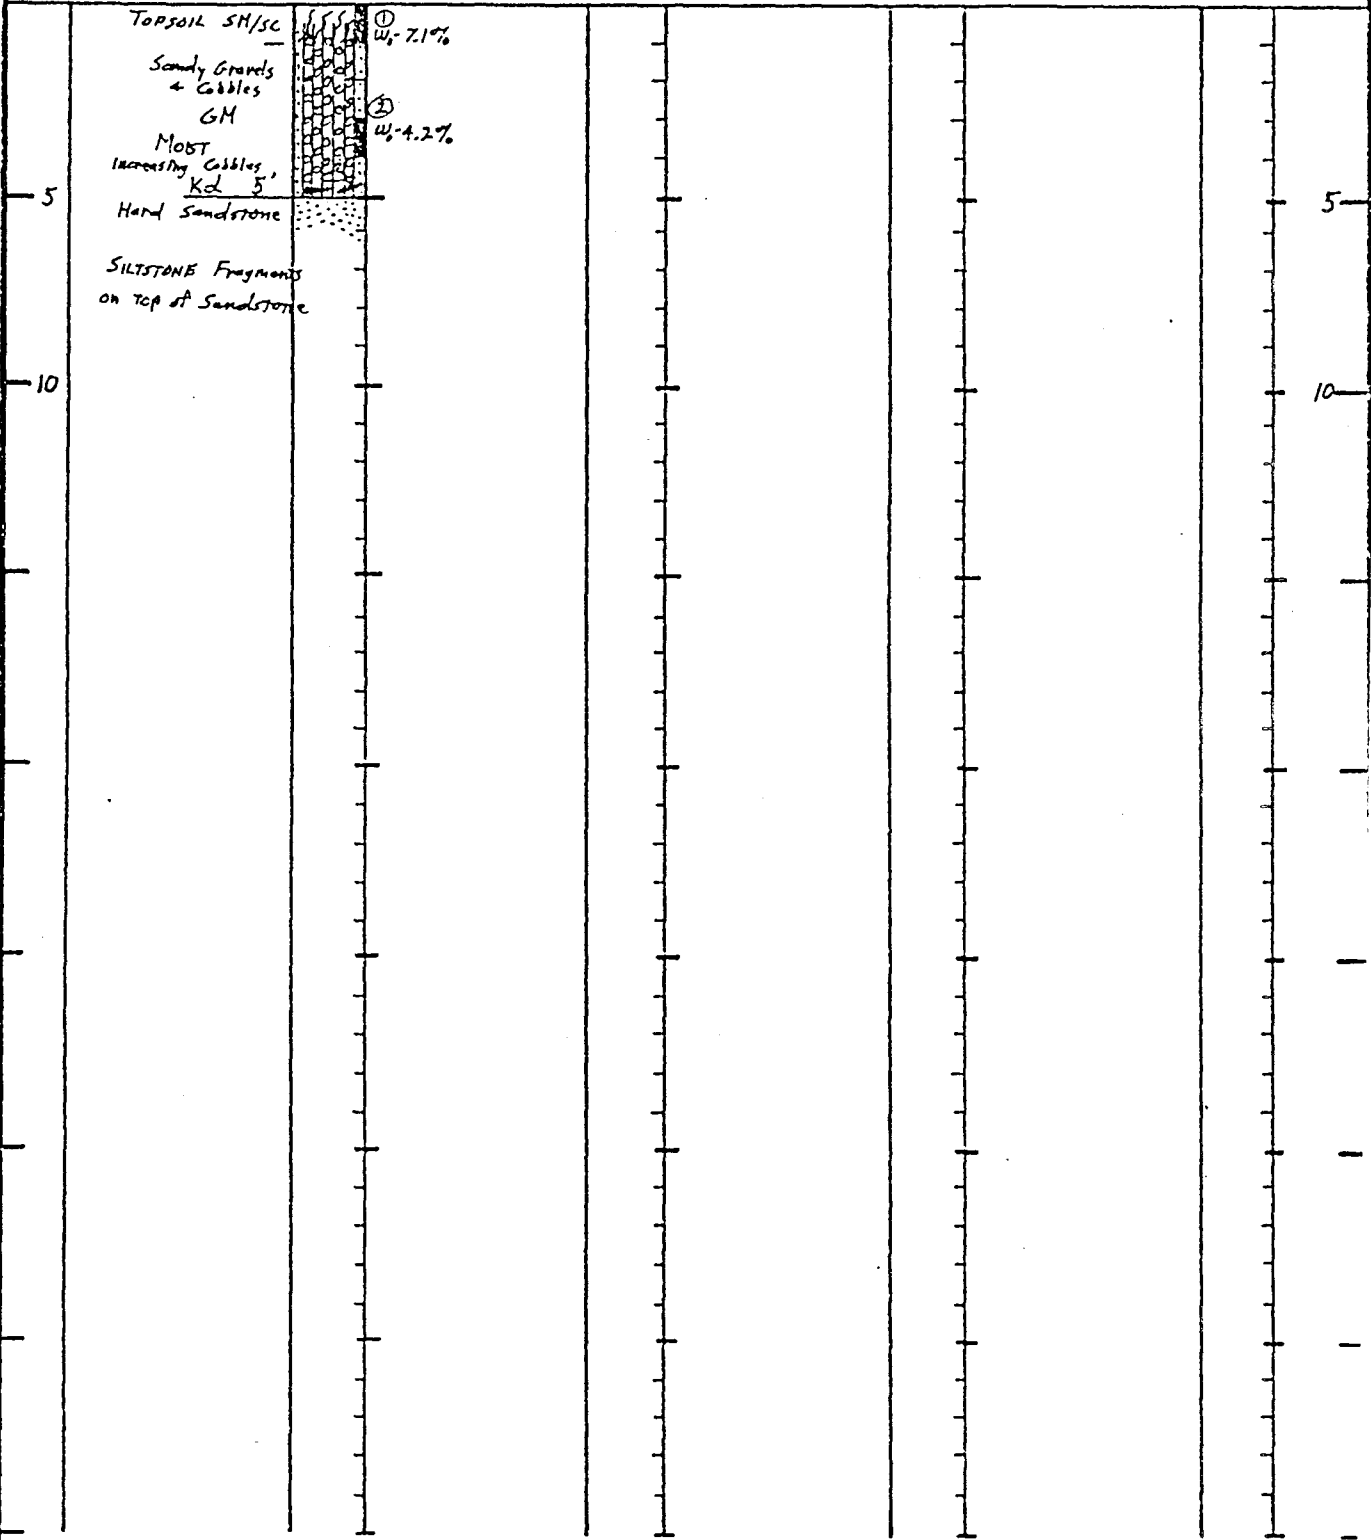 TOPSOIL SM/SC
① W₀-7.1%
Sandy Gravels
& Cobbles
GM
② W₀-4.2%
MOIST
Increasing Cobbles,
Kd 5
5
5
Hard Sandstone
SILTSTONE Fragments
on Top of Sandstone
10
10